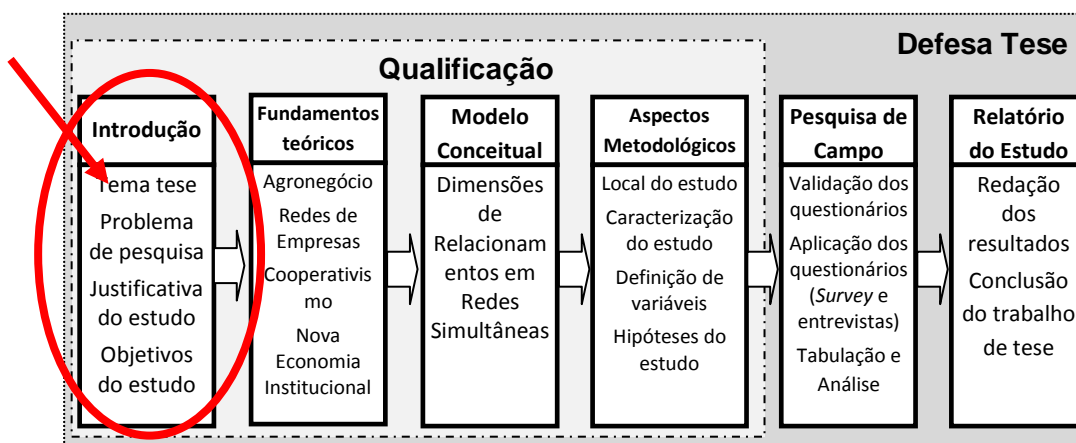 Defesa Tese
Qualificação
Introdução
Tema tese
Problema
de pesquisa
Justificativa
do estudo
Objetivos
do estudo
Fundamentos
teóricos
Agronegócio
Redes de
Empresas
Cooperativis
mo
Nova
Economia
Institucional
Modelo
Conceitual
Dimensões
de
Relacionam
entos em
Redes
Simultâneas
Aspectos
Metodológicos
Local do estudo
Caracterização
do estudo
Definição de
variáveis
Hipóteses do
estudo
Pesquisa de
Campo
Validação dos
questionários
Aplicação dos
questionários
(Survey e
entrevistas)
Tabulação e
Análise
Relatório
do Estudo
Redação
dos
resultados
Conclusão
do trabalho
de tese